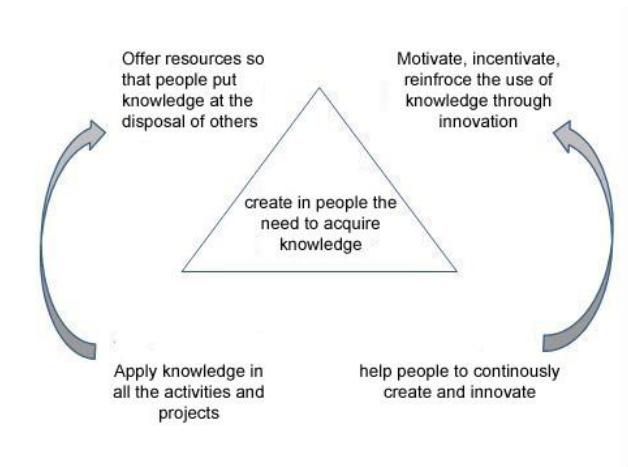 Offer resources so
that people put
knowledge at the
disposal of others
Motivate, incentivate,
reinfroce the use of
knowledge through
innovation
create in people the
need to acquire
knowledge
Apply knowledge in
all the activities and
projects
help people to continously
create and innovate